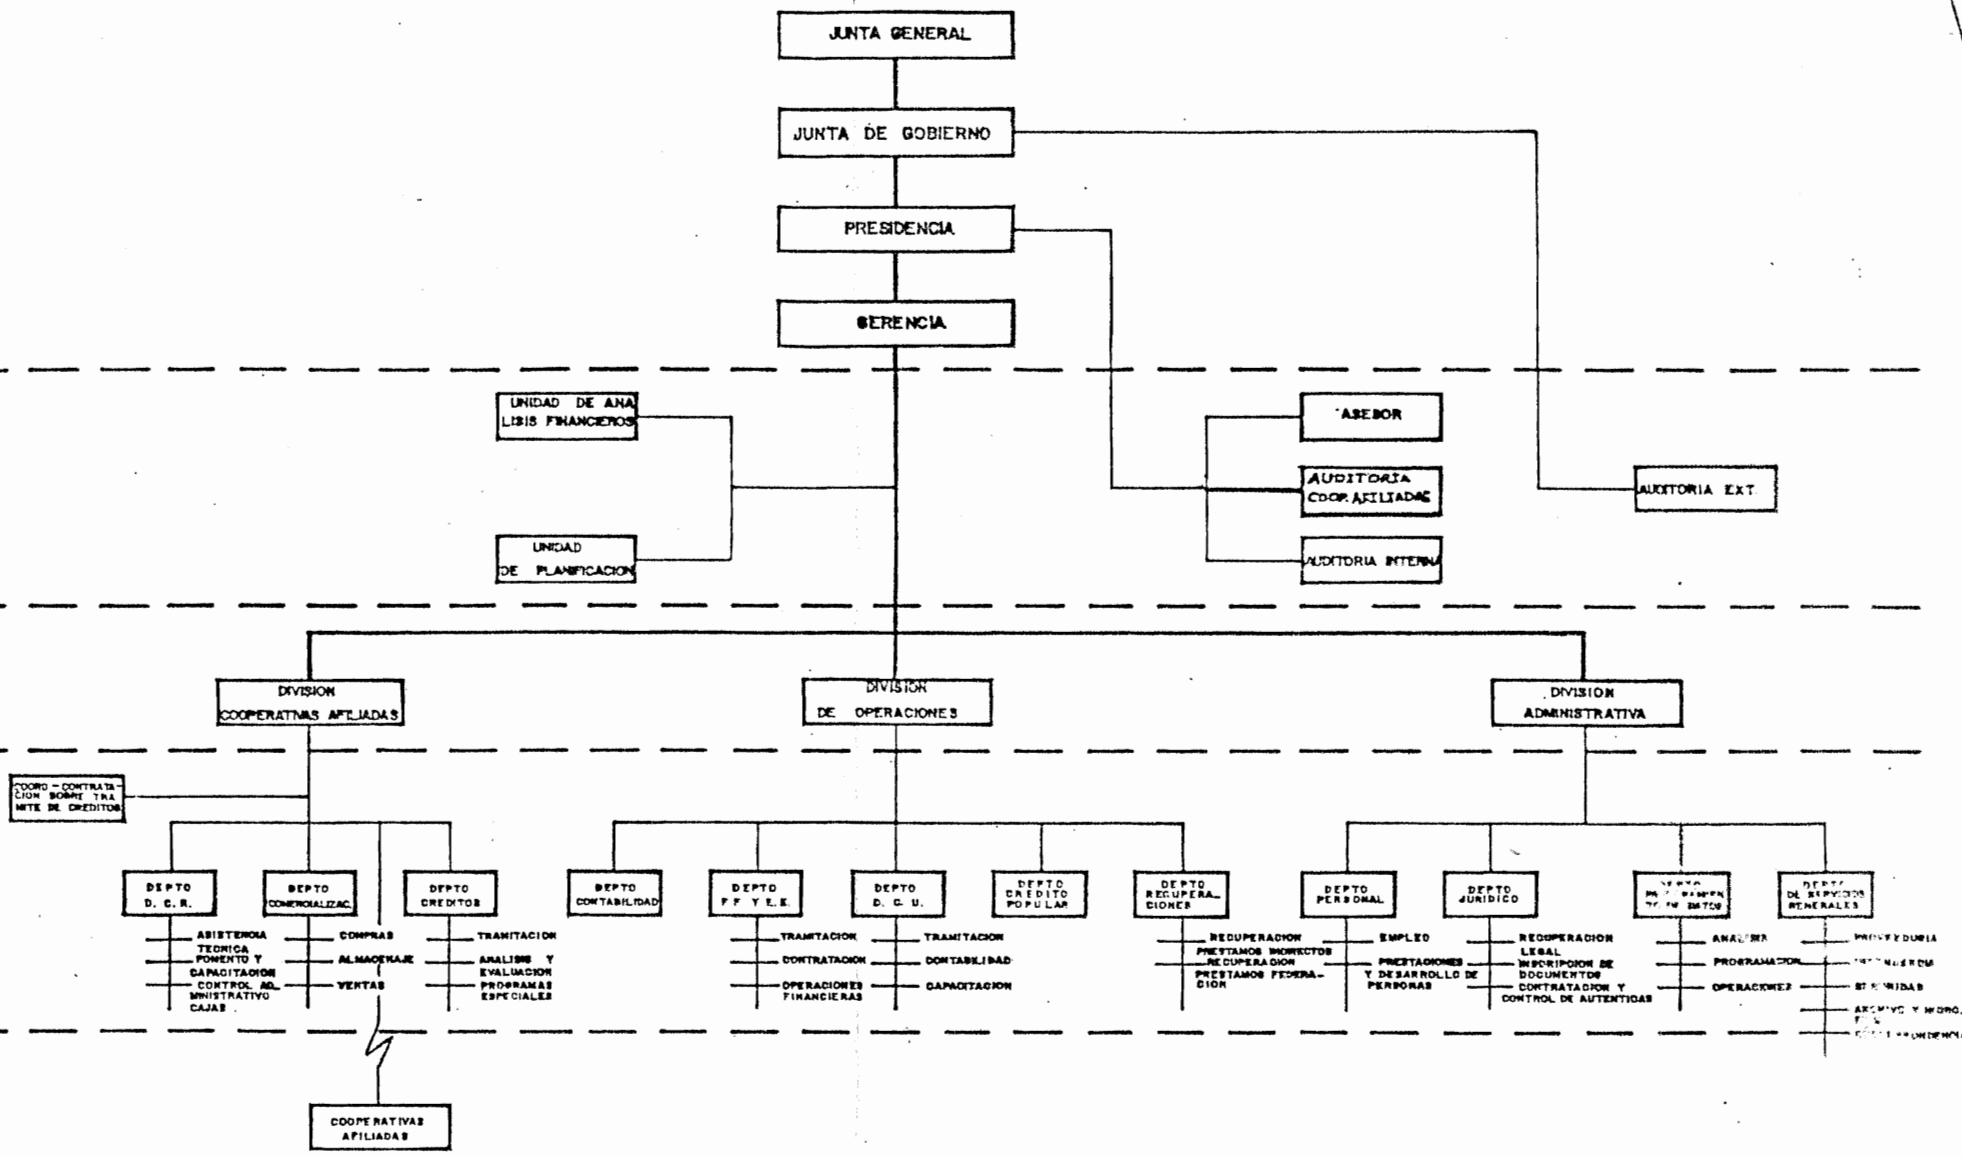 JUNTA GENERAL
JUNTA DE GOBIERNO
PRESIDENCIA
GERENCIA
UNIDAD DE ANA
LISIS FINANCIEROS
UNIDAD
DE PLANIFICACION
ASESOR
AUDITORIA
COOP. AFILIADAS
AUDITORIA INTERNA
AUDITORIA EXT.
DIVISION
COOPERATIVAS AFILIADAS
DIVISION
DE OPERACIONES
DIVISION
ADMINISTRATIVA
COORD-CONTRATA-
CION SOBRE TRA
MITE DE CREDITOS
DEPTO
D. C. R.
ASISTENCIA
TECNICA
FOMENTO Y
CAPACITACION
CONTROL AD_
MINISTRATIVO
CAJAS
DEPTO
COMERCIALIZAC.
COMPRAS
ALMACENAJE
VENTAS
DEPTO
CREDITOS
TRAMITACION
ANALISIS Y
EVALUACION
PROGRAMAS
ESPECIALES
COOPERATIVAS
AFILIADAS
DEPTO
CONTABILIDAD
DEPTO
F.F Y E.E.
TRAMITACION
CONTRATACION
OPERACIONES
FINANCIERAS
DEPTO
D. C. U.
TRAMITACION
CONTABILIDAD
CAPACITACION
DEPTO
CREDITO
POPULAR
DEPTO
RECUPERA_
CIONES
RECUPERACION
PRESTAMOS INDIRECTOS
RECUPERACION
PRESTAMOS FEDERA-
CION
DEPTO
PERSONAL
EMPLEO
PRESTACIONES
Y DESARROLLO DE
PERSONAS
DEPTO
JURIDICO
RECUPERACION
LEGAL
INSCRIPCION DE
DOCUMENTOS
CONTRATACION Y
CONTROL DE AUTENTICAS
DEPTO
DE DATOS
ANALISIS
PROGRAMACION
OPERACIONES
DEPTO
DE SERVICIOS
GENERALES
PROVEEDURIA
ARCHIVO Y